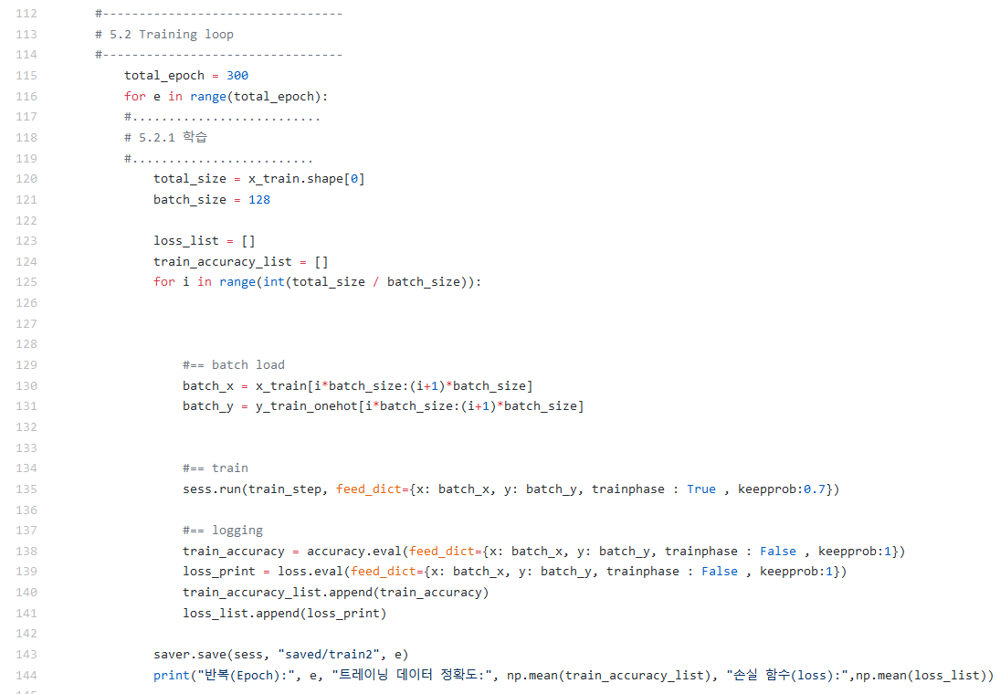 112 #---------------------------------
113 # 5.2 Training loop
114 #---------------------------------
115 total_epoch = 300
116 for e in range(total_epoch):
117 #..........................
118 # 5.2.1 학습
119 #.........................
120 total_size = x_train.shape[0]
121 batch_size = 128
122
123 loss_list = []
124 train_accuracy_list = []
125 for i in range(int(total_size / batch_size)):
126
127
128
129 #== batch load
130 batch_x = x_train[i*batch_size:(i+1)*batch_size]
131 batch_y = y_train_onehot[i*batch_size:(i+1)*batch_size]
132
133
134 #== train
135 sess.run(train_step, feed_dict={x: batch_x, y: batch_y, trainphase : True , keepprob:0.7})
136
137 #== logging
138 train_accuracy = accuracy.eval(feed_dict={x: batch_x, y: batch_y, trainphase : False , keepprob:1})
139 loss_print = loss.eval(feed_dict={x: batch_x, y: batch_y, trainphase : False , keepprob:1})
140 train_accuracy_list.append(train_accuracy)
141 loss_list.append(loss_print)
142
143 saver.save(sess, "saved/train2", e)
144 print("반복(Epoch):", e, "트레이닝 데이터 정확도:", np.mean(train_accuracy_list), "손실 함수(loss):",np.mean(loss_list))